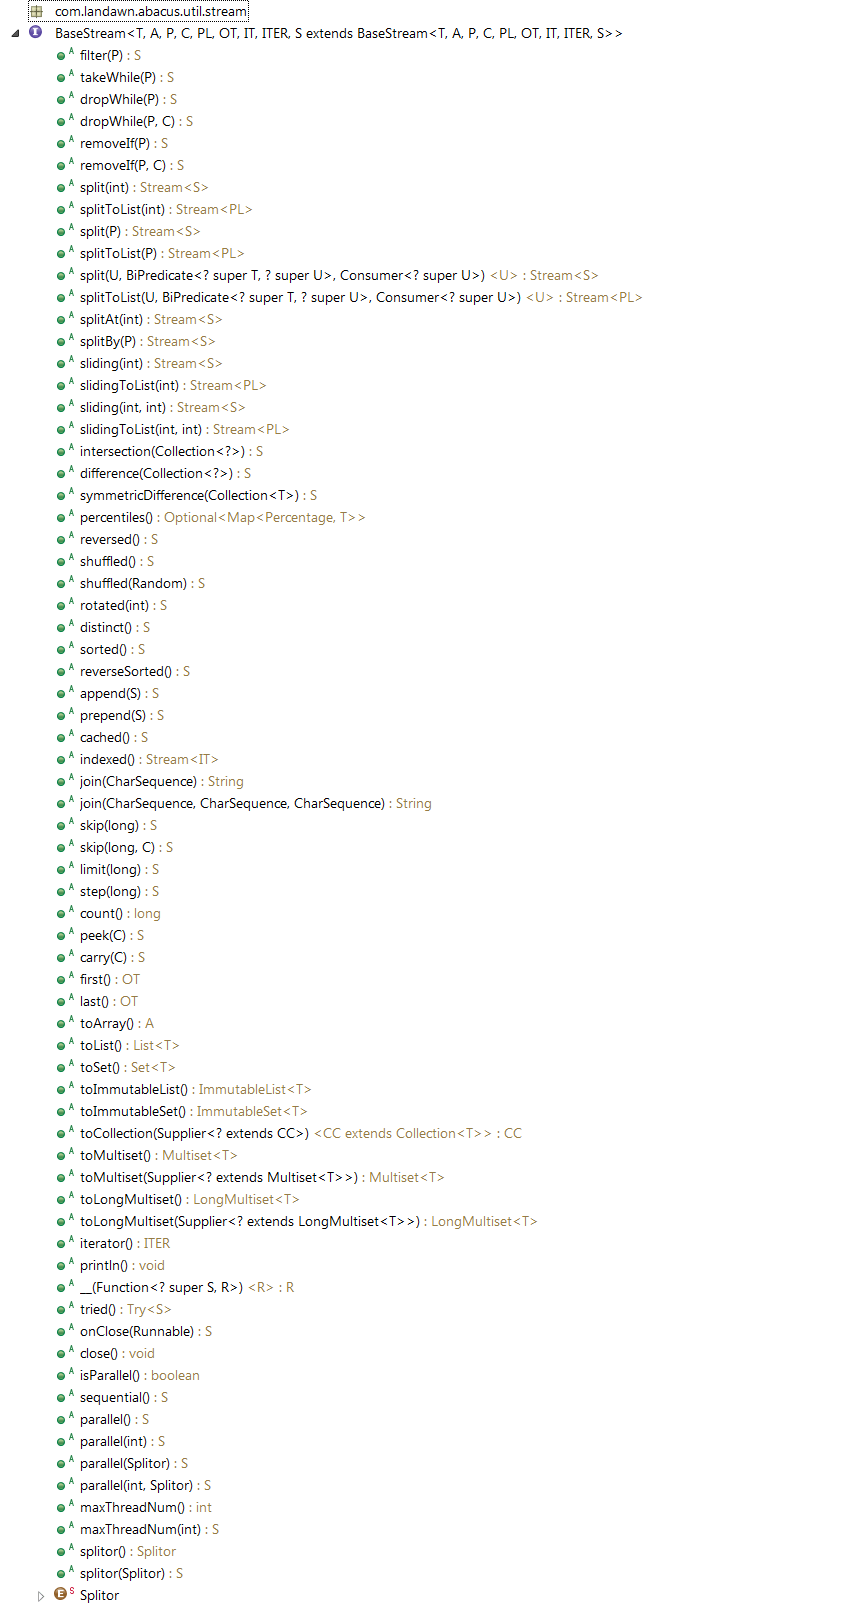 com.landawn.abacus.util.stream
BaseStream<T, A, P, C, PL, OT, IT, ITER, S extends BaseStream<T, A, P, C, PL, OT, IT, ITER, S>>
filter(P) : S
takeWhile(P) : S
dropWhile(P) : S
dropWhile(P, C) : S
removeIf(P) : S
removeIf(P, C) : S
split(int) : Stream<S>
splitToList(int) : Stream<PL>
split(P) : Stream<S>
splitToList(P) : Stream<PL>
split(U, BiPredicate<? super T, ? super U>, Consumer<? super U>) <U> : Stream<S>
splitToList(U, BiPredicate<? super T, ? super U>, Consumer<? super U>) <U> : Stream<PL>
splitAt(int) : Stream<S>
splitBy(P) : Stream<S>
sliding(int) : Stream<S>
slidingToList(int) : Stream<PL>
sliding(int, int) : Stream<S>
slidingToList(int, int) : Stream<PL>
intersection(Collection<?>) : S
difference(Collection<?>) : S
symmetricDifference(Collection<T>) : S
percentiles() : Optional<Map<Percentage, T>>
reversed() : S
shuffled() : S
shuffled(Random) : S
rotated(int) : S
distinct() : S
sorted() : S
reverseSorted() : S
append(S) : S
prepend(S) : S
cached() : S
indexed() : Stream<IT>
join(CharSequence) : String
join(CharSequence, CharSequence, CharSequence) : String
skip(long) : S
skip(long, C) : S
limit(long) : S
step(long) : S
count() : long
peek(C) : S
carry(C) : S
first() : OT
last() : OT
toArray() : A
toList() : List<T>
toSet() : Set<T>
toImmutableList() : ImmutableList<T>
toImmutableSet() : ImmutableSet<T>
toCollection(Supplier<? extends CC>) <CC extends Collection<T>> : CC
toMultiset() : Multiset<T>
toMultiset(Supplier<? extends Multiset<T>>) : Multiset<T>
toLongMultiset() : LongMultiset<T>
toLongMultiset(Supplier<? extends LongMultiset<T>>) : LongMultiset<T>
iterator() : ITER
println() : void
__(Function<? super S, R>) <R> : R
tried() : Try<S>
onClose(Runnable) : S
close() : void
isParallel() : boolean
sequential() : S
parallel() : S
parallel(int) : S
parallel(Splitor) : S
parallel(int, Splitor) : S
maxThreadNum() : int
maxThreadNum(int) : S
splitor() : Splitor
splitor(Splitor) : S
Splitor